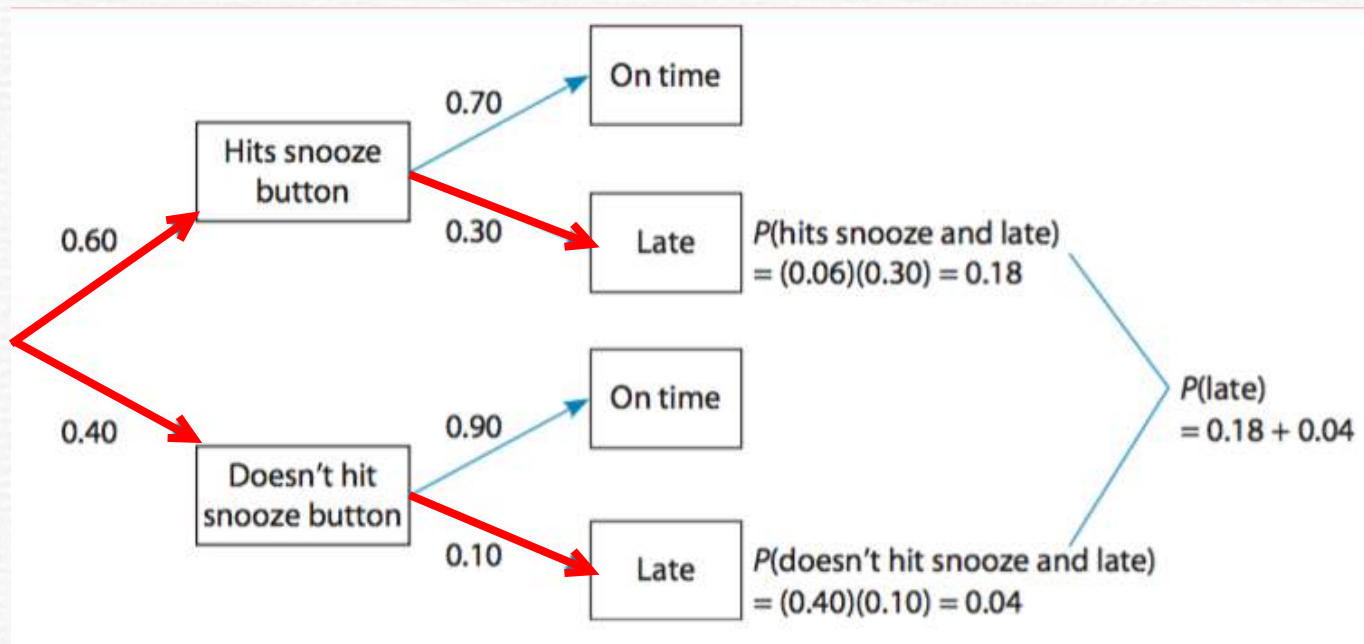 On time
0.70
Hits snooze
button
0.60
0.30
Late
P(hits snooze and late)
= (0.06)(0.30) = 0.18
On time
P(late)
= 0.18 + 0.04
0.40
0.90
Doesn't hit
snooze button
0.10
Late
P(doesn't hit snooze and late)
= (0.40)(0.10) = 0.04